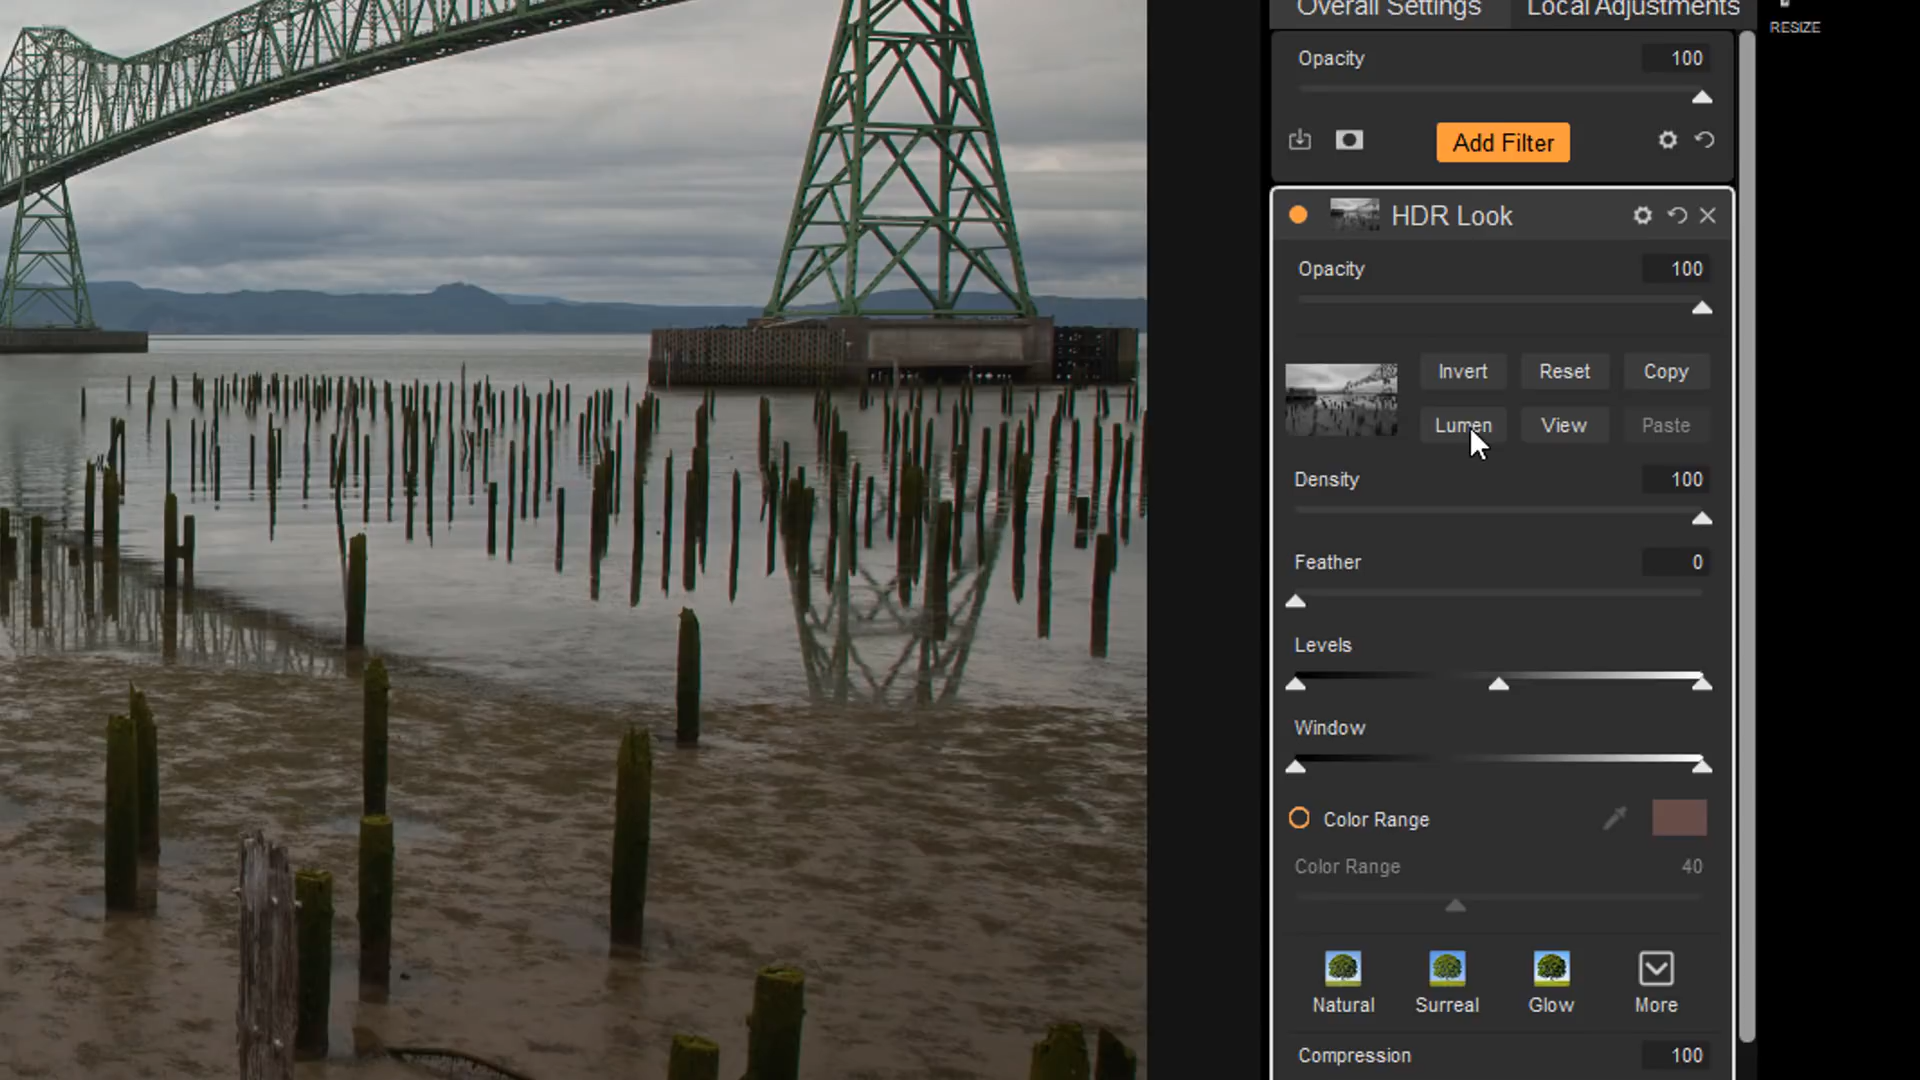 Overall Settings Local Adjustments
RESIZE
Opacity 100
Add Filter
HDR Look
Opacity 100
Invert Reset Copy
Lumen View Paste
Density 100
Feather 0
Levels
Window
Color Range
Color Range 40
Natural Surreal Glow More
Compression 100